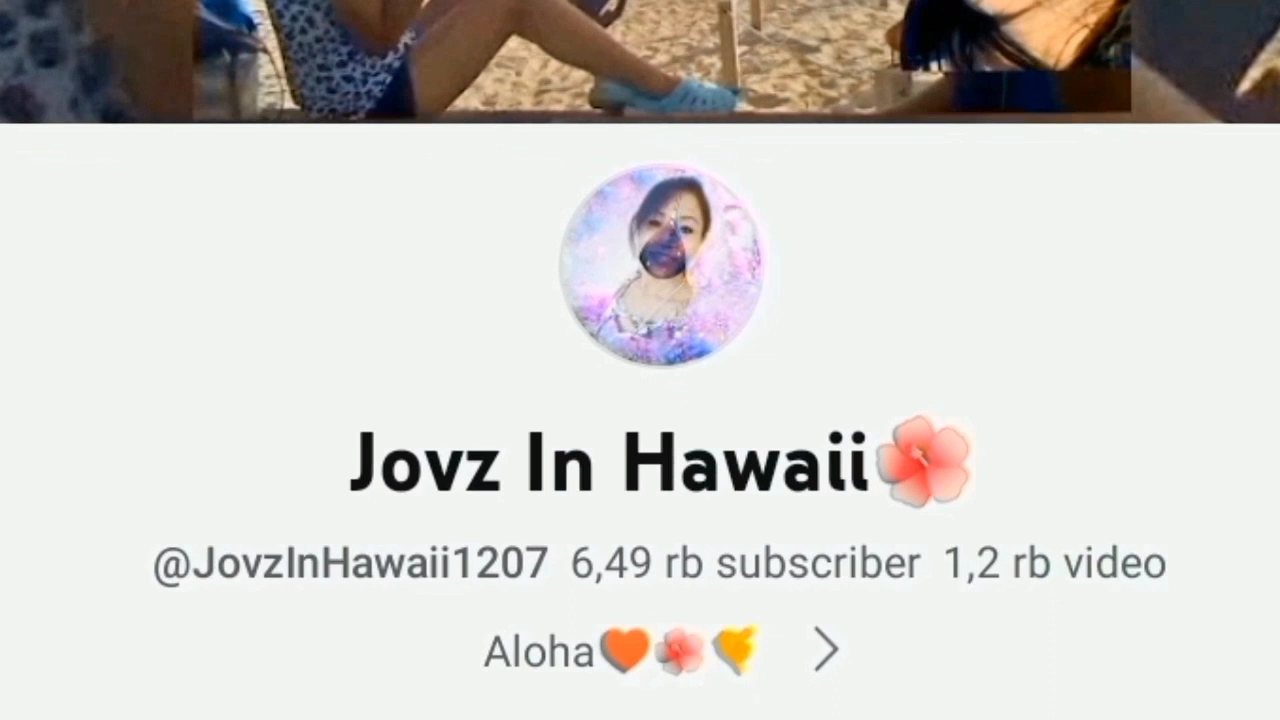 Jovz In Hawaii🌺
@JovzInHawaii1207 6,49 rb subscriber 1,2 rb video
Aloha🧡🌺💛